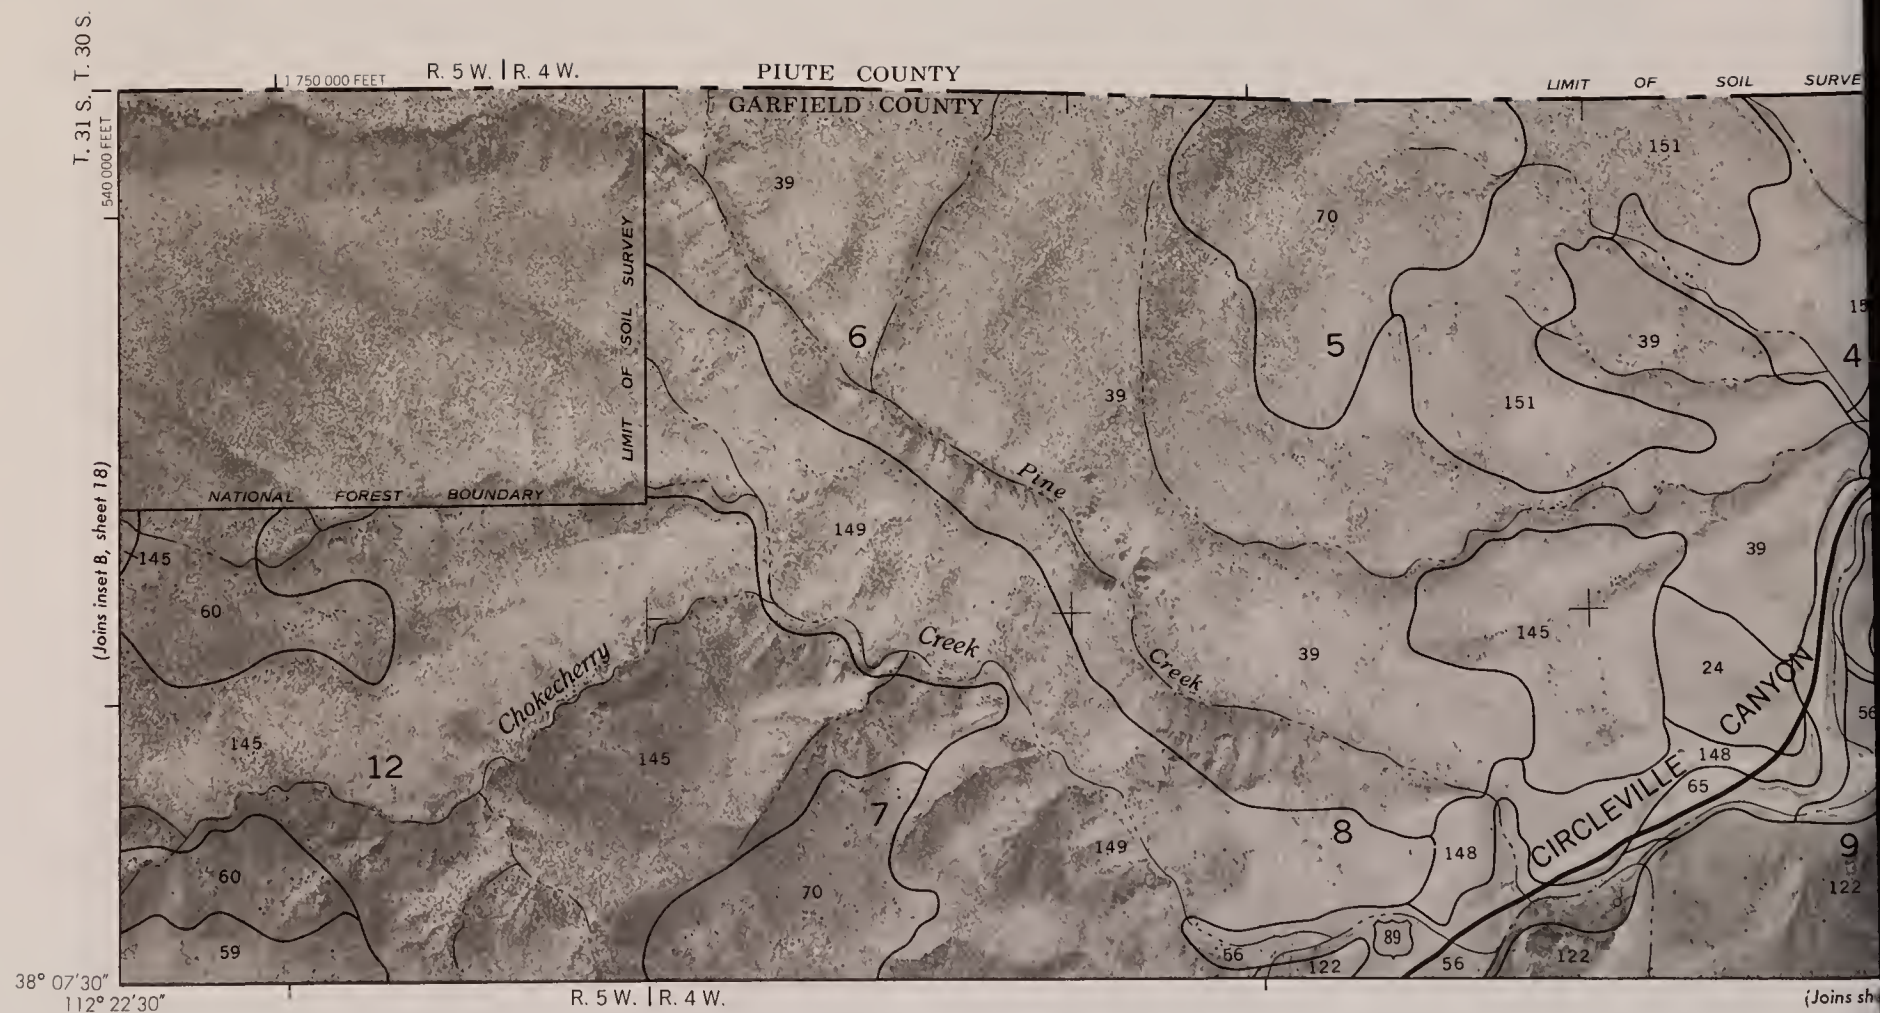 T. 31 S. T. 30 S.
1 750 000 FEET
R. 5 W. | R. 4 W.
PIUTE COUNTY
GARFIELD COUNTY
LIMIT OF SOIL
540 000 FEET
LIMIT OF SOIL SURVEY
39
70
151
6
5
39
4
39
151
Pine
NATIONAL FOREST BOUNDARY
(Joins inset B, sheet 18)
145
149
39
60
145
Creek
39
Creek
24
Chokecherry
CIRCLEVILLE CANYON
56
145
12
145
148
65
7
8
9
149
148
60
70
122
59
89
56
122
56
122
38° 07′30″
112° 22′30″
R. 5 W. | R. 4 W.
(Joins